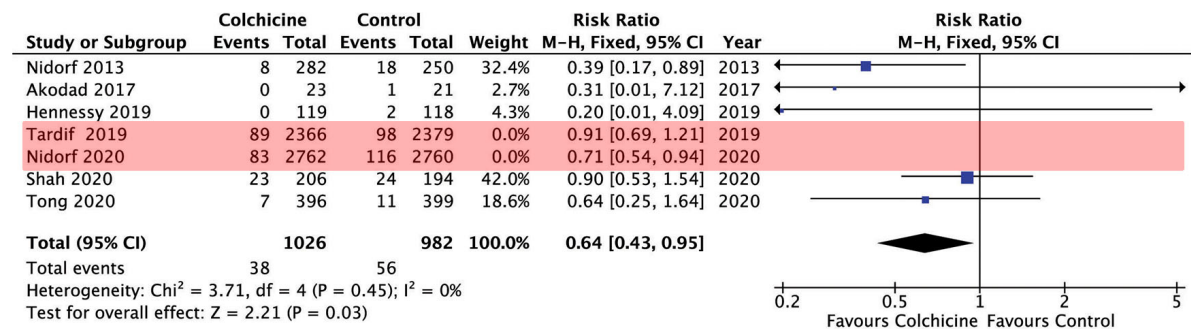 Colchicine Control Risk Ratio Risk Ratio
Study or Subgroup Events Total Events Total Weight M-H, Fixed, 95% CI Year M-H, Fixed, 95% CI
Nidorf 2013 8 282 18 250 32.4% 0.39 [0.17, 0.89] 2013
Akodad 2017 0 23 1 21 2.7% 0.31 [0.01, 7.12] 2017
Hennessy 2019 0 119 2 118 4.3% 0.20 [0.01, 4.09] 2019
Tardif 2019 89 2366 98 2379 0.0% 0.91 [0.69, 1.21] 2019
Nidorf 2020 83 2762 116 2760 0.0% 0.71 [0.54, 0.94] 2020
Shah 2020 23 206 24 194 42.0% 0.90 [0.53, 1.54] 2020
Tong 2020 7 396 11 399 18.6% 0.64 [0.25, 1.64] 2020
Total (95% CI) 1026 982 100.0% 0.64 [0.43, 0.95]
Total events 38 56
Heterogeneity: Chi² = 3.71, df = 4 (P = 0.45); I² = 0%
Test for overall effect: Z = 2.21 (P = 0.03)
0.2 0.5 1 2 5
Favours Colchicine Favours Control